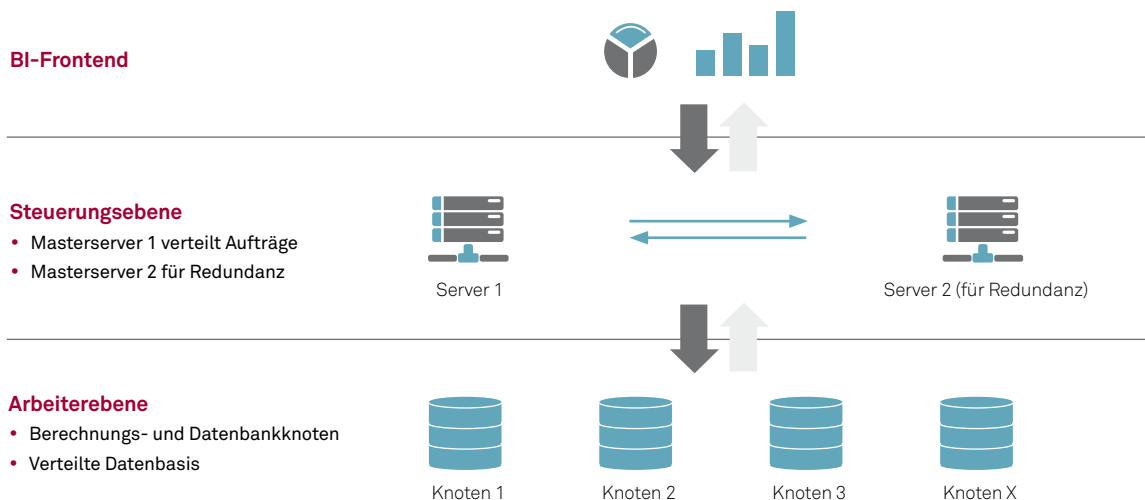 BI-Frontend
Steuerungsebene
• Masterserver 1 verteilt Aufträge
• Masterserver 2 für Redundanz
Server 1
Server 2 (für Redundanz)
Arbeiterebene
• Berechnungs- und Datenbankknoten
• Verteilte Datenbasis
Knoten 1
Knoten 2
Knoten 3
Knoten X